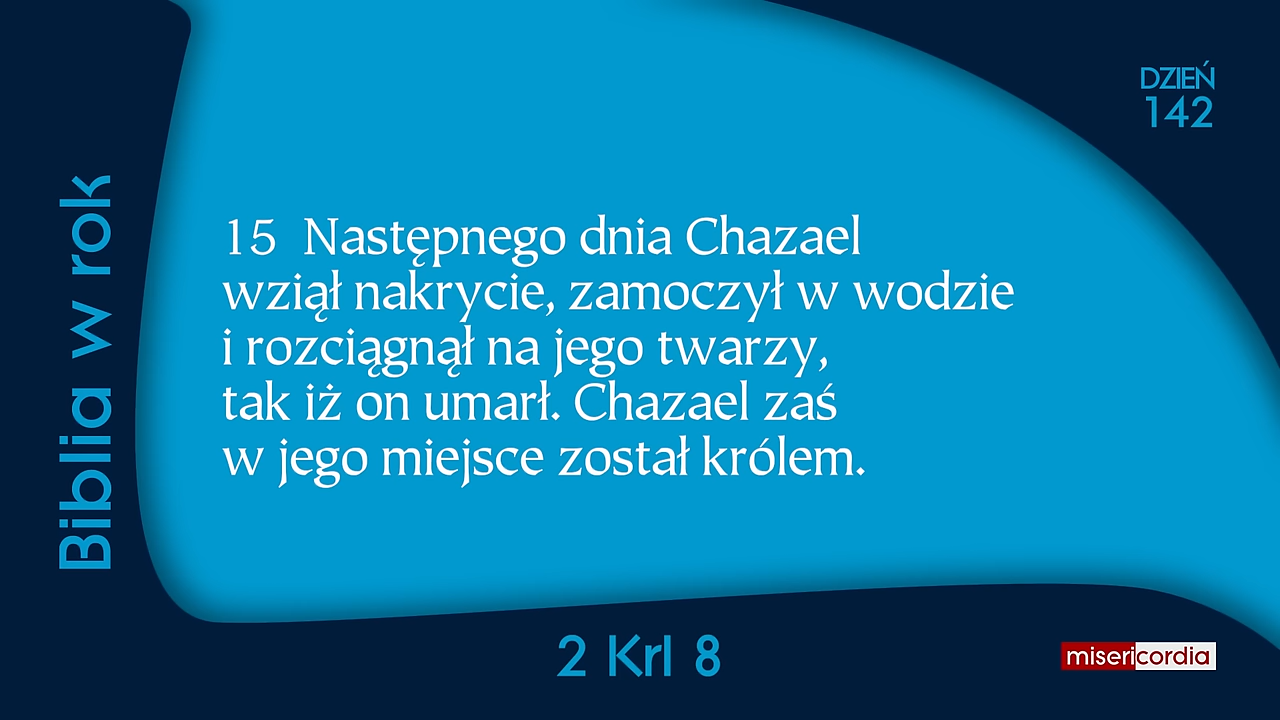 DZIEŃ
142
Biblia w rok
15 Następnego dnia Chazael
wziął nakrycie, zamoczył w wodzie
i rozciągnął na jego twarzy,
tak iż on umarł. Chazael zaś
w jego miejsce został królem.
2 Krl 8
misericordia